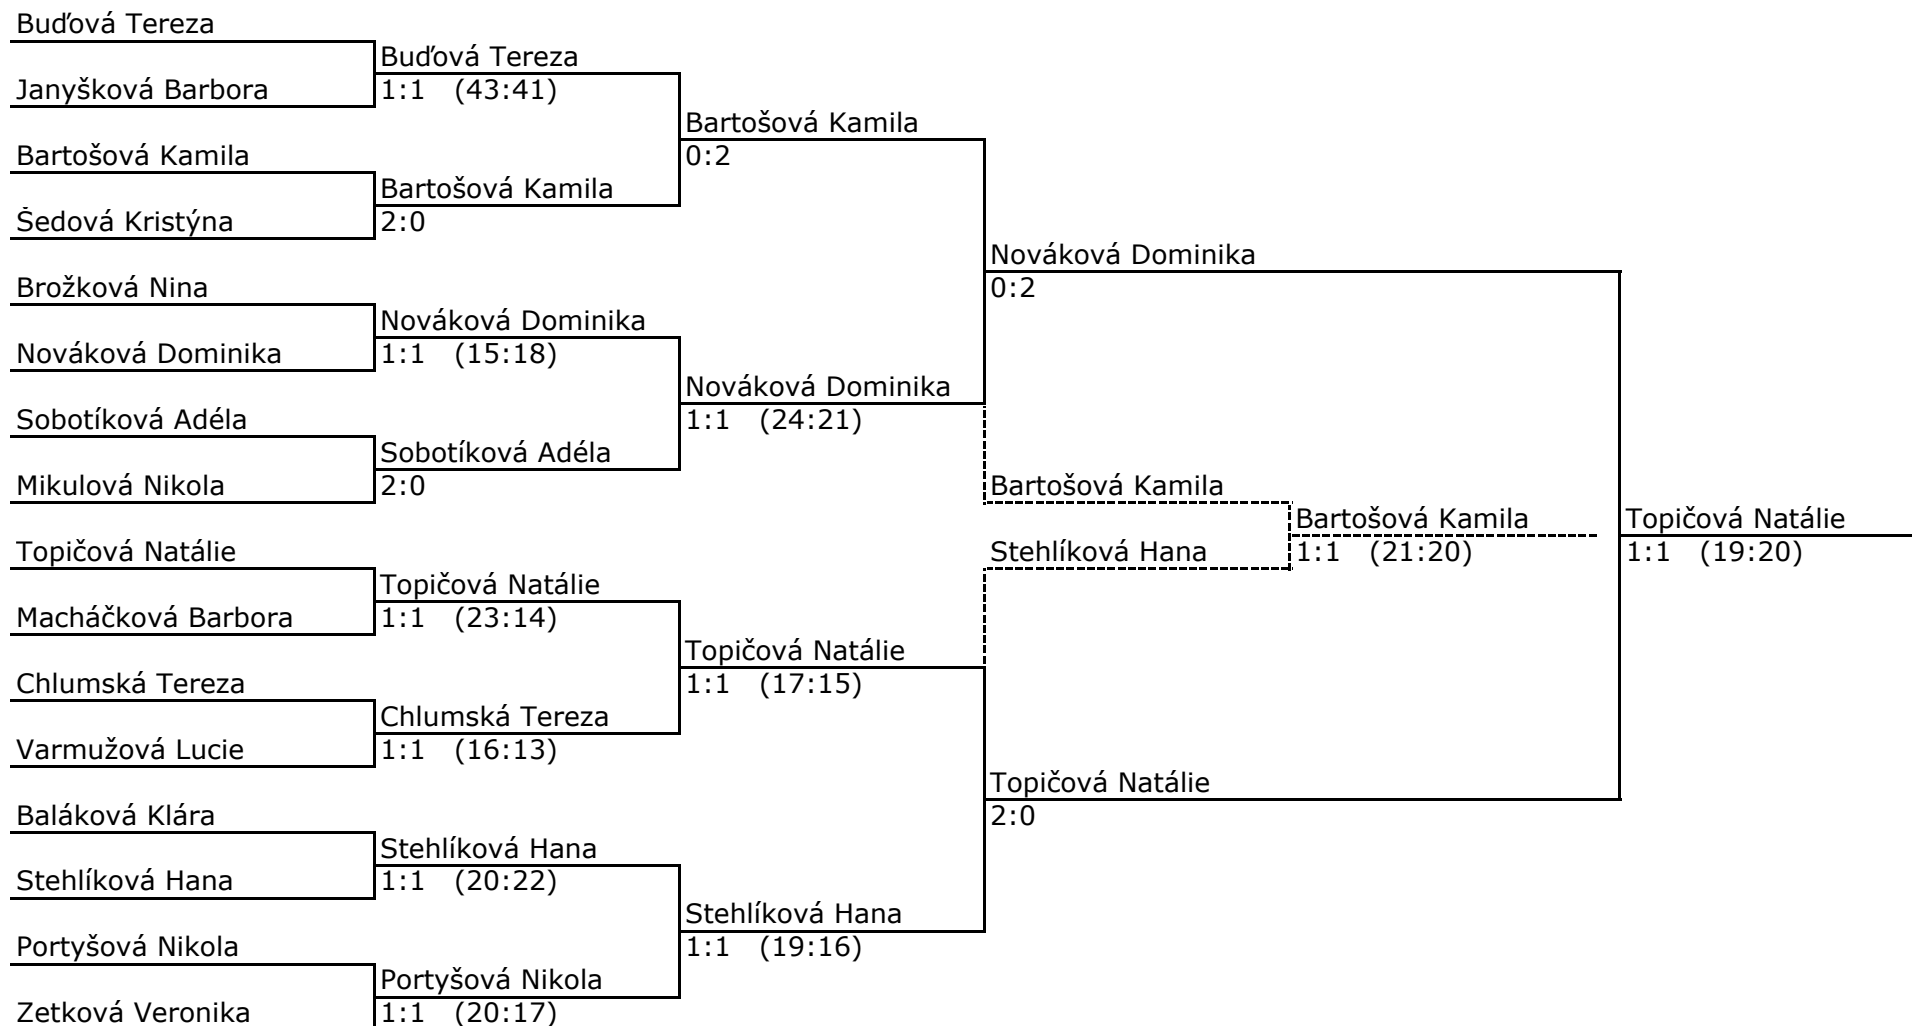 Buďová Tereza
Janyšková Barbora
Bartošová Kamila
Šedová Kristýna
Brožková Nina
Nováková Dominika
Sobotíková Adéla
Mikulová Nikola
Topičová Natálie
Macháčková Barbora
Chlumská Tereza
Varmužová Lucie
Baláková Klára
Stehlíková Hana
Portyšová Nikola
Zetková Veronika
Buďová Tereza
1:1 (43:41)
Bartošová Kamila
2:0
Nováková Dominika
1:1 (15:18)
Sobotíková Adéla
2:0
Topičová Natálie
1:1 (23:14)
Chlumská Tereza
1:1 (16:13)
Stehlíková Hana
1:1 (20:22)
Portyšová Nikola
1:1 (20:17)
Bartošová Kamila
0:2
Nováková Dominika
1:1 (24:21)
Topičová Natálie
1:1 (17:15)
Stehlíková Hana
1:1 (19:16)
Nováková Dominika
0:2
Bartošová Kamila
Stehlíková Hana
Topičová Natálie
2:0
Bartošová Kamila
1:1 (21:20)
Topičová Natálie
1:1 (19:20)